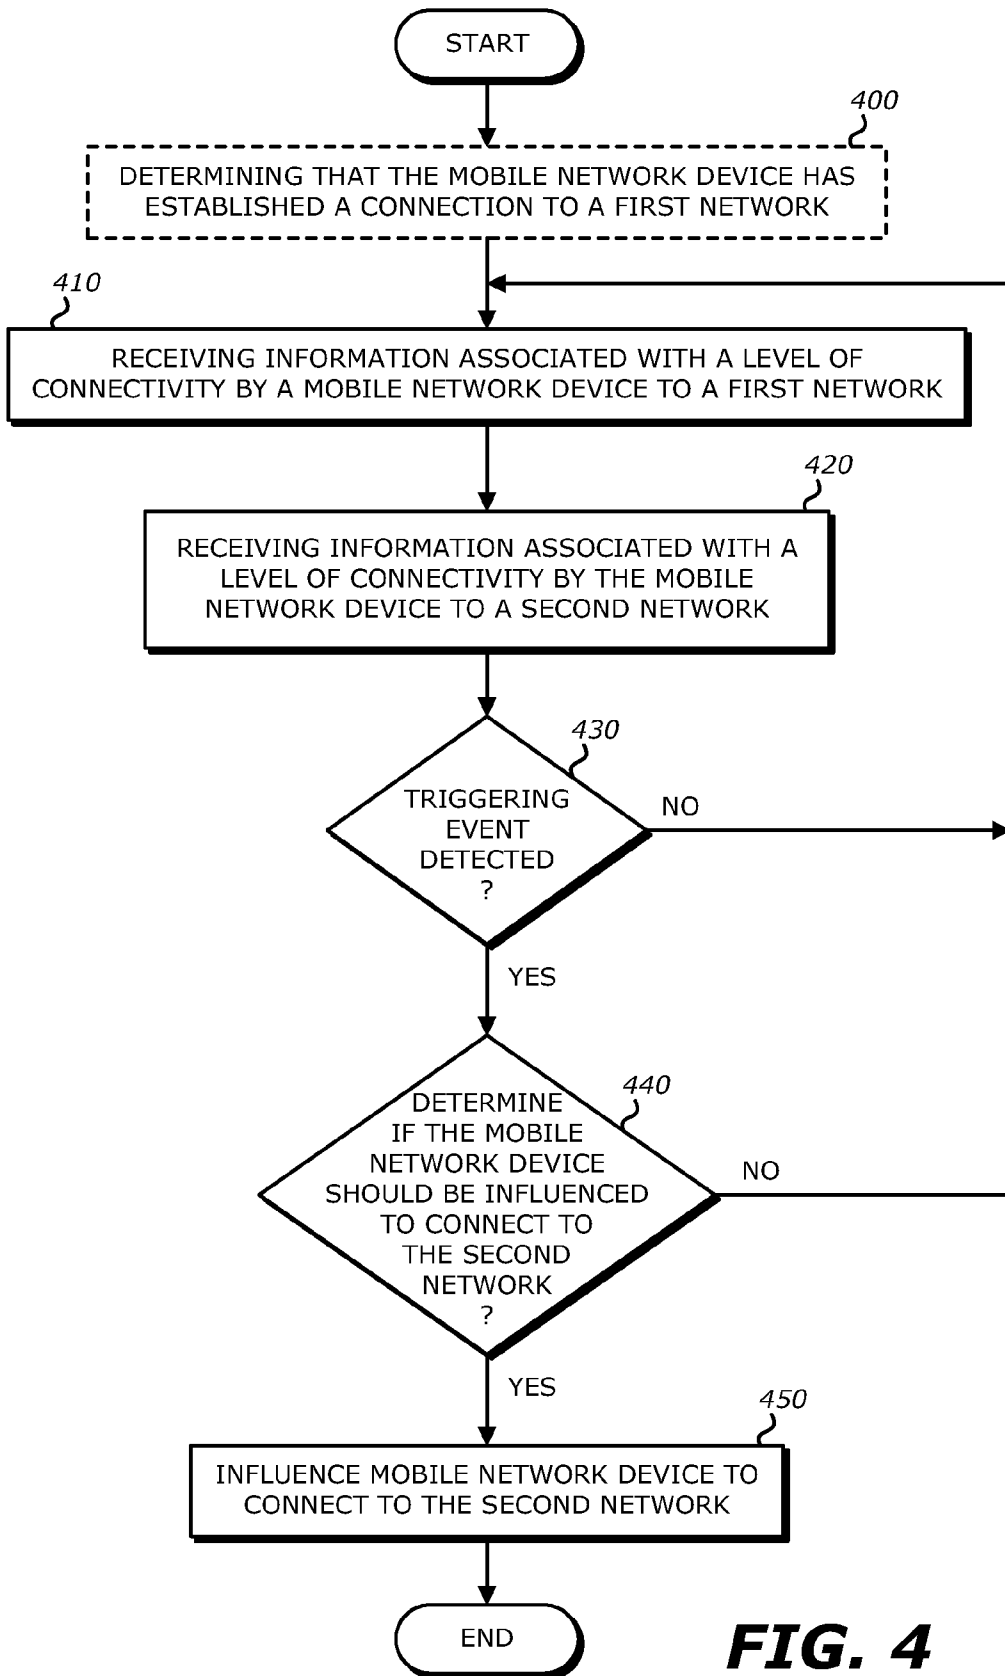 START
400
DETERMINING THAT THE MOBILE NETWORK DEVICE HAS
ESTABLISHED A CONNECTION TO A FIRST NETWORK
410
RECEIVING INFORMATION ASSOCIATED WITH A LEVEL OF
CONNECTIVITY BY A MOBILE NETWORK DEVICE TO A FIRST NETWORK
420
RECEIVING INFORMATION ASSOCIATED WITH A
LEVEL OF CONNECTIVITY BY THE MOBILE
NETWORK DEVICE TO A SECOND NETWORK
430
TRIGGERING
EVENT
DETECTED
?
NO
YES
440
DETERMINE
IF THE MOBILE
NETWORK DEVICE
SHOULD BE INFLUENCED
TO CONNECT TO
THE SECOND
NETWORK
?
NO
YES
450
INFLUENCE MOBILE NETWORK DEVICE TO
CONNECT TO THE SECOND NETWORK
END
FIG. 4